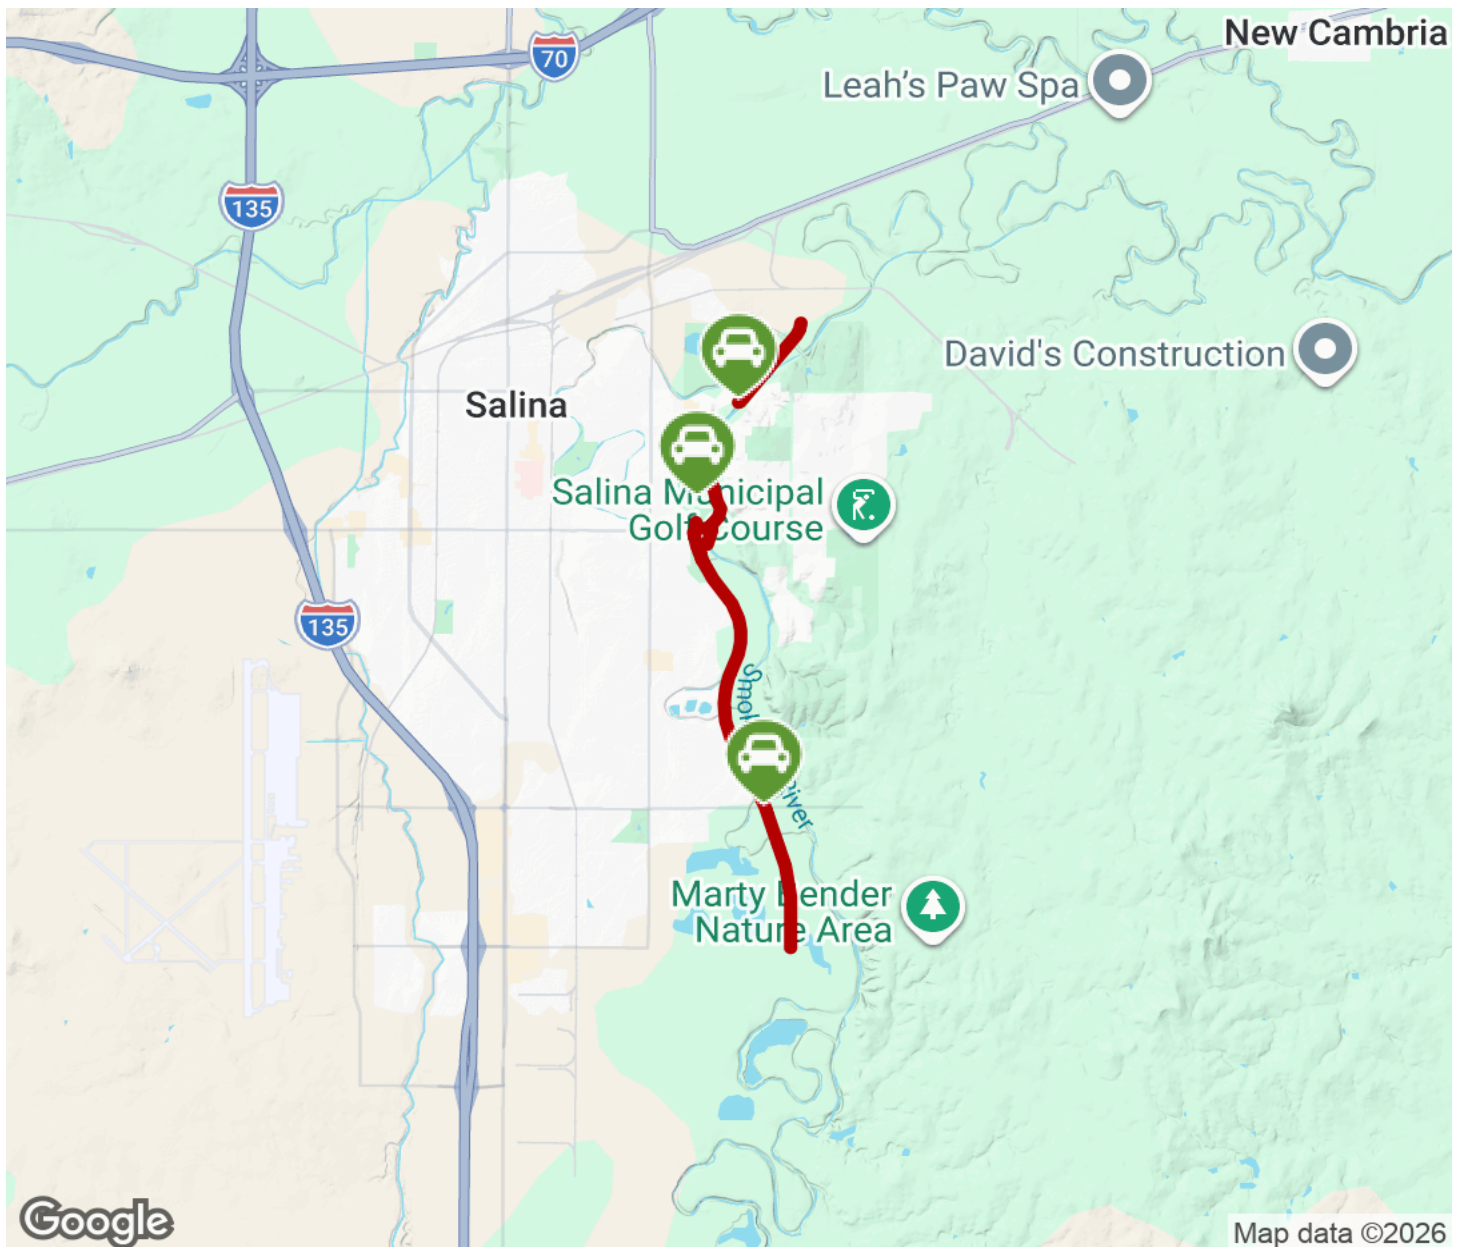 New Cambria
70
Leah's Paw Spa
135
David's Construction
Salina
Salina Municipal
Golf Course
135
River
Marty Bender
Nature Area
Google
Map data ©2026